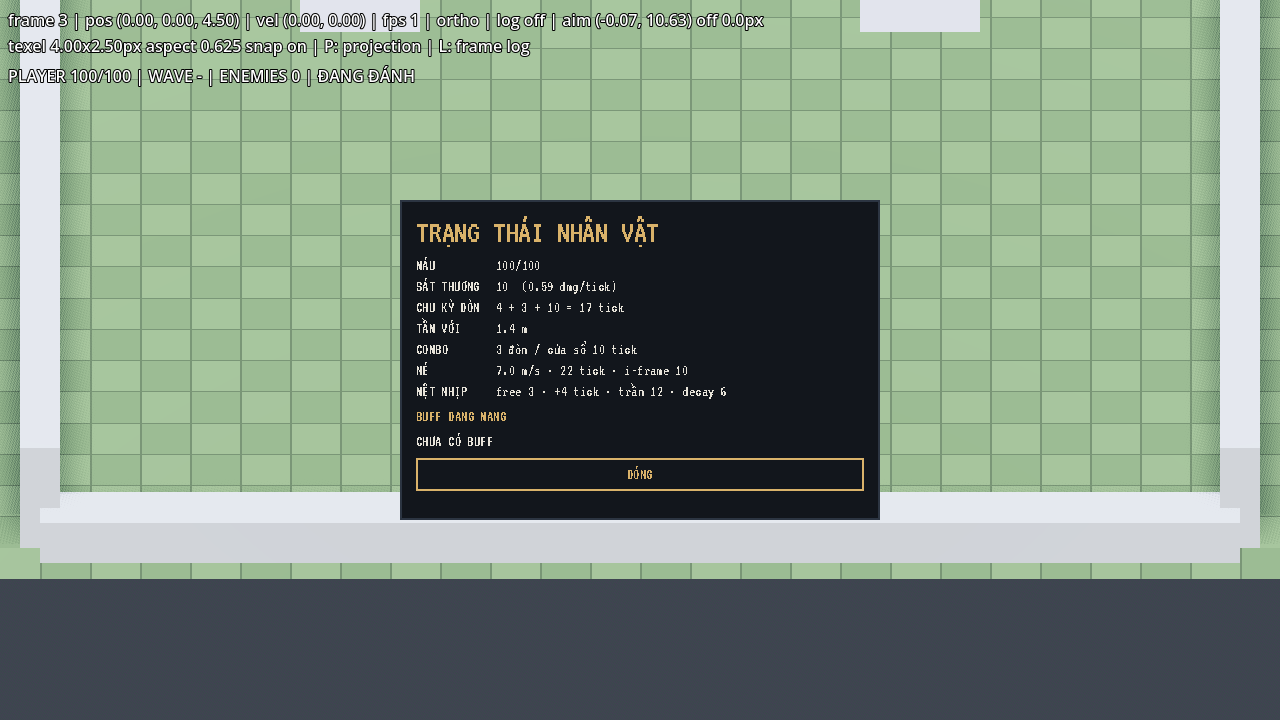 frame 3 | pos (0.00, 0.00, 4.50) | vel (0.00, 0.00) | fps 1 | ortho | log off | aim (-0.07, 10.63) off 0.0px
texel 4.00x2.50px aspect 0.625 snap on | P: projection | L: frame log
PLAYER 100/100 | WAVE - | ENEMIES 0 | ĐANG ĐÁNH
TRẠNG THÁI NHÂN VẬT
MÁU 100/100
SÁT THƯƠNG 10 (0.59 dmg/tick)
CHU KỲ ĐÒN 4 + 3 + 10 = 17 tick
TẦM VỚI 1.4 m
COMBO 3 đòn / cửa sổ 10 tick
NÉ 7.0 m/s · 22 tick · i-frame 10
MỆT NHỊP free 3 · +4 tick · trần 12 · decay 6
BUFF ĐANG MANG
CHƯA CÓ BUFF
ĐÓNG